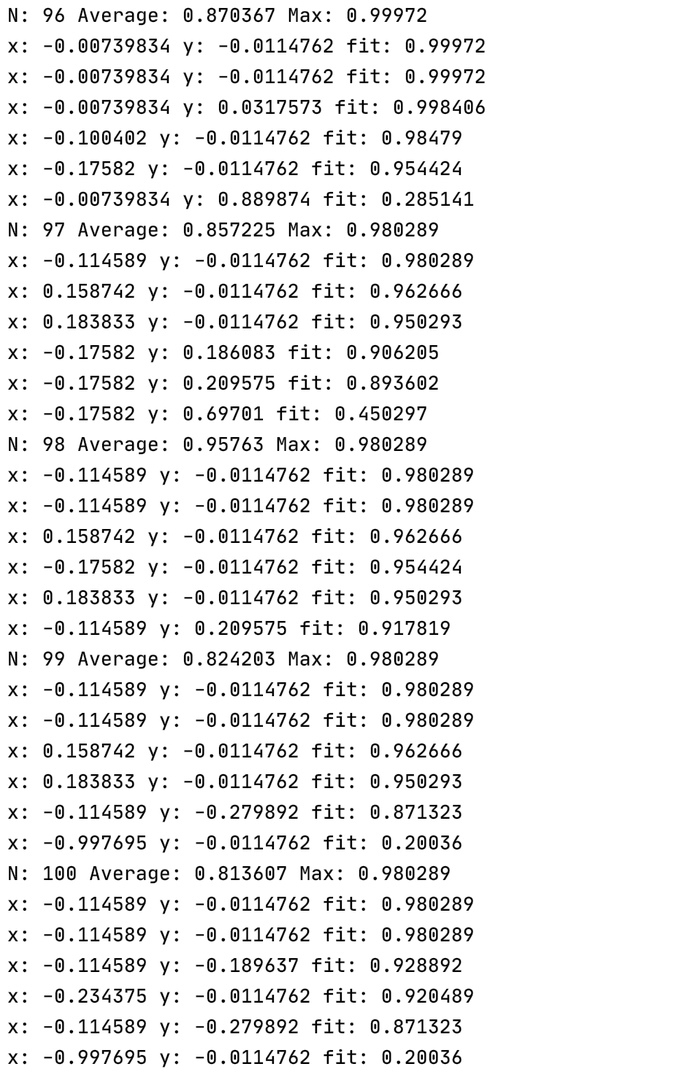 N: 96 Average: 0.870367 Max: 0.99972
x: -0.00739834 y: -0.0114762 fit: 0.99972
x: -0.00739834 y: -0.0114762 fit: 0.99972
x: -0.00739834 y: 0.0317573 fit: 0.998406
x: -0.100402 y: -0.0114762 fit: 0.98479
x: -0.17582 y: -0.0114762 fit: 0.954424
x: -0.00739834 y: 0.889874 fit: 0.285141
N: 97 Average: 0.857225 Max: 0.980289
x: -0.114589 y: -0.0114762 fit: 0.980289
x: 0.158742 y: -0.0114762 fit: 0.962666
x: 0.183833 y: -0.0114762 fit: 0.950293
x: -0.17582 y: 0.186083 fit: 0.906205
x: -0.17582 y: 0.209575 fit: 0.893602
x: -0.17582 y: 0.69701 fit: 0.450297
N: 98 Average: 0.95763 Max: 0.980289
x: -0.114589 y: -0.0114762 fit: 0.980289
x: -0.114589 y: -0.0114762 fit: 0.980289
x: 0.158742 y: -0.0114762 fit: 0.962666
x: -0.17582 y: -0.0114762 fit: 0.954424
x: 0.183833 y: -0.0114762 fit: 0.950293
x: -0.114589 y: 0.209575 fit: 0.917819
N: 99 Average: 0.824203 Max: 0.980289
x: -0.114589 y: -0.0114762 fit: 0.980289
x: -0.114589 y: -0.0114762 fit: 0.980289
x: 0.158742 y: -0.0114762 fit: 0.962666
x: 0.183833 y: -0.0114762 fit: 0.950293
x: -0.114589 y: -0.279892 fit: 0.871323
x: -0.997695 y: -0.0114762 fit: 0.20036
N: 100 Average: 0.813607 Max: 0.980289
x: -0.114589 y: -0.0114762 fit: 0.980289
x: -0.114589 y: -0.0114762 fit: 0.980289
x: -0.114589 y: -0.189637 fit: 0.928892
x: -0.234375 y: -0.0114762 fit: 0.920489
x: -0.114589 y: -0.279892 fit: 0.871323
x: -0.997695 y: -0.0114762 fit: 0.20036